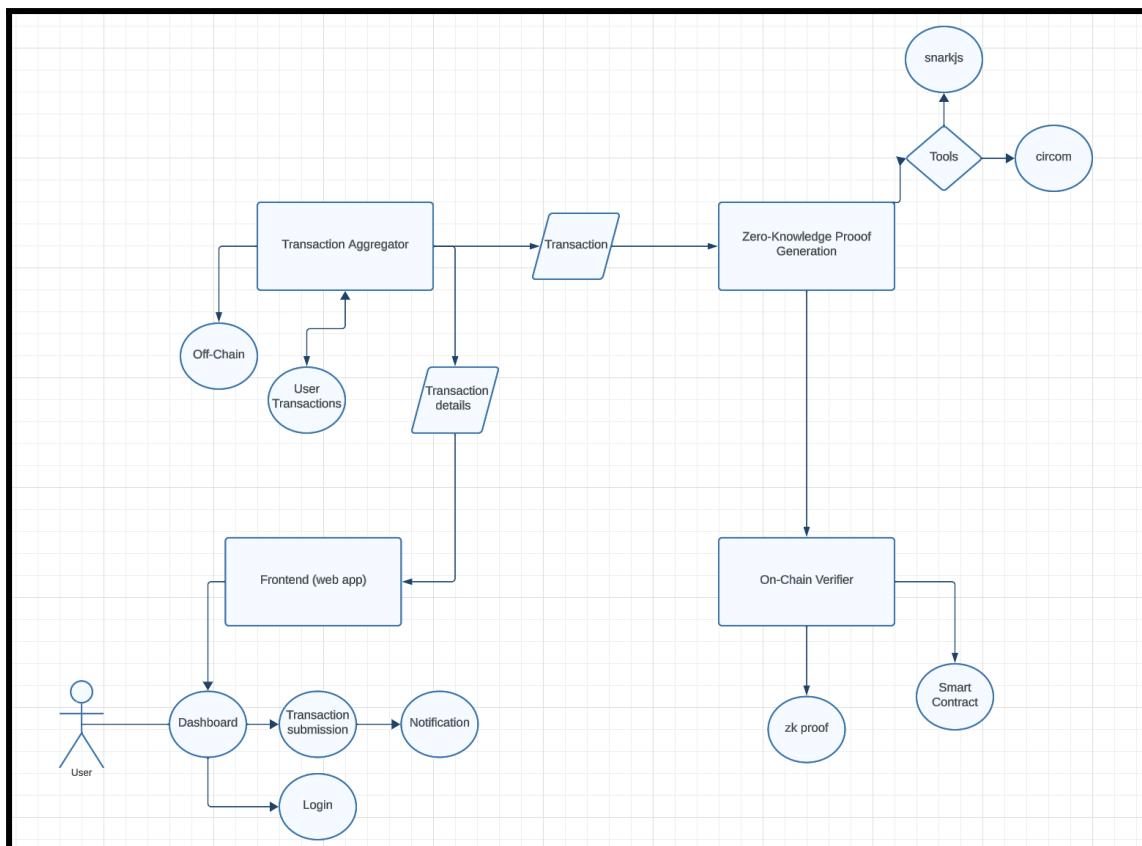 snarkjs
Tools
circom
Transaction Aggregator
Transaction
Zero-Knowledge Prooof
Generation
Off-Chain
User
Transactions
Transaction
details
Frontend (web app)
On-Chain Verifier
Dashboard
Transaction
submission
Notification
Smart
Contract
zk proof
User
Login